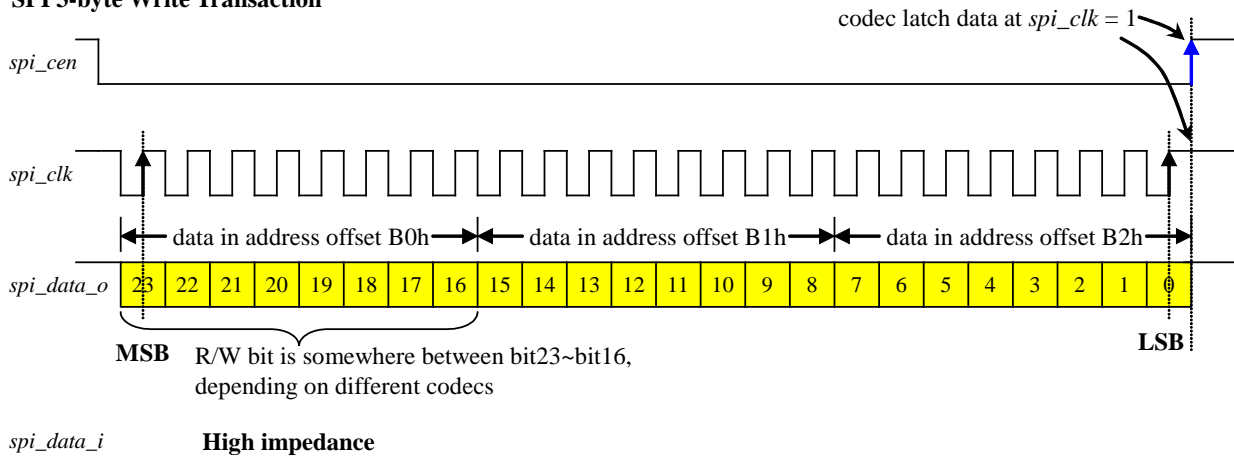 SPI 3-byte Write Transaction
codec latch data at spi_clk = 1
spi_cen
spi_clk
data in address offset B0h data in address offset B1h data in address offset B2h
spi_data_o 23 22 21 20 19 18 17 16 15 14 13 12 11 10 9 8 7 6 5 4 3 2 1 0
MSB R/W bit is somewhere between bit23~bit16, LSB
depending on different codecs
spi_data_i High impedance